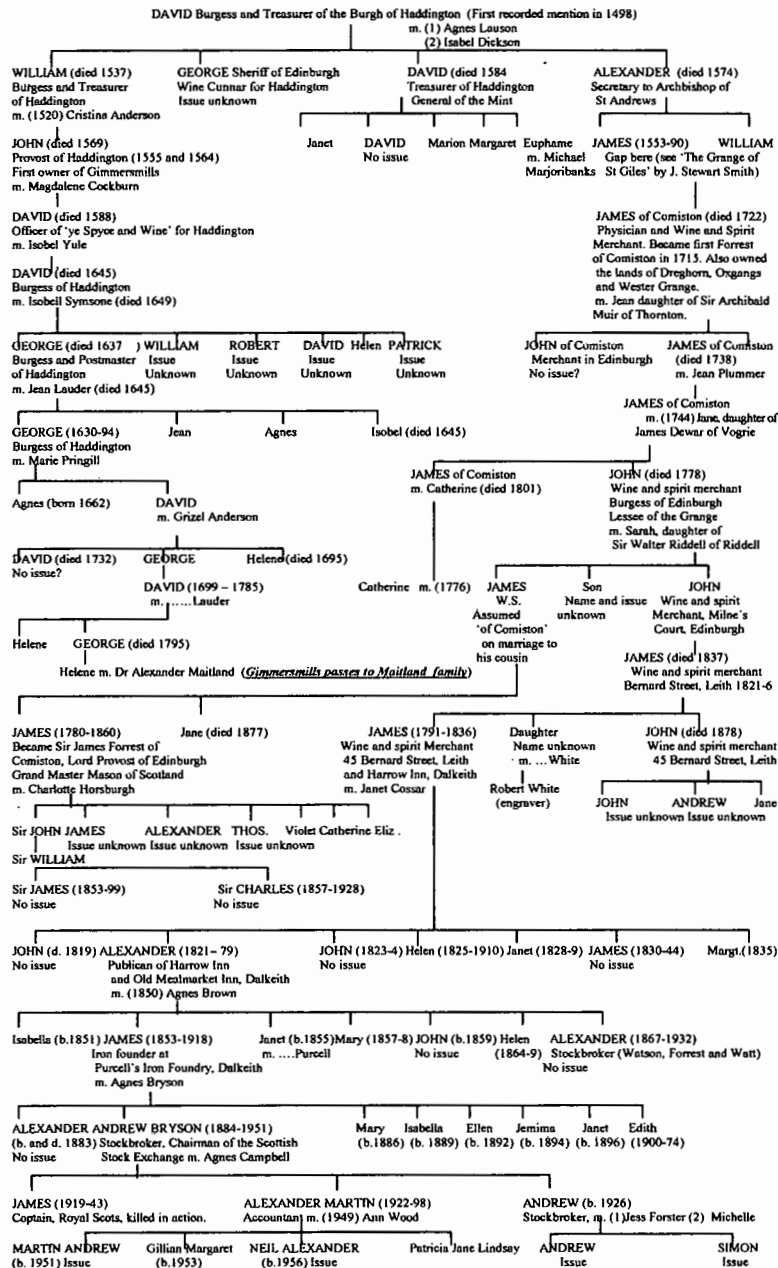 DAVID Burgess and Treasurer of the Burgh of Haddington (First recorded mention in 1498)
m. (1) Agnes Lauson
(2) Isabel Dickson
WILLIAM (died 1537)
Burgess and Treasurer
of Haddington
m. (1520) Cristina Anderson
GEORGE Sheriff of Edinburgh
Wine Cunnar for Haddington
Issue unknown
DAVID (died 1584
Treasurer of Haddington
General of the Mint
ALEXANDER (died 1574)
Secretary to Archbishop of
St Andrews
JOHN (died 1569)
Provost of Haddington (1555 and 1564)
First owner of Gimmersmills
m. Magdalene Cockburn
Janet
DAVID
No issue
Marion
Margaret
Euphame
m. Michael
Marjoribanks
JAMES (1553-90)
WILLIAM
Gap bere (see 'The Grange of
St Giles' by J. Stewart Smith)
DAVID (died 1588)
Officer of 'ye Spyce and Wine' for Haddington
m. Isobel Yule
JAMES of Comiston (died 1722)
Physician and Wine and Spirit
Merchant. Became first Forrest
of Comiston in 1715. Also owned
the lands of Dreghorn, Oxgangs
and Wester Grange.
m. Jean daughter of Sir Archibald
Muir of Thornton.
DAVID (died 1645)
Burgess of Haddington
m. Isobell Symsone (died 1649)
GEORGE (died 1637 )
Burgess and Postmaster
of Haddington
m. Jean Lauder (died 1645)
WILLIAM
Issue
Unknown
ROBERT
Issue
Unknown
DAVID
Issue
Unknown
Helen
PATRICK
Issue
Unknown
JOHN of Comiston
Merchant in Edinburgh
No issue?
JAMES of Comiston
(died 1738)
m. Jean Plummer
GEORGE (1630-94)
Burgess of Haddington
m. Marie Pringill
Jean
Agnes
Isobel (died 1645)
JAMES of Comiston
m. (1744) Jane, daughter of
James Dewar of Vogrie
Agnes (born 1662)
DAVID
m. Grizel Anderson
JAMES of Comiston
m. Catherine (died 1801)
JOHN (died 1778)
Wine and spirit merchant
Burgess of Edinburgh
Lessee of the Grange
m. Sarah, daughter of
Sir Walter Riddell of Riddell
DAVID (died 1732)
No issue?
GEORGE
Helene (died 1695)
DAVID (1699 – 1785)
m. ......Lauder
Catherine m. (1776)
JAMES
W.S.
Assumed
'of Comiston'
on marriage to
his cousin
Son
Name and issue
unknown
JOHN
Wine and spirit
Merchant, Milne's
Court, Edinburgh
Helene
GEORGE (died 1795)
Helene m. Dr Alexander Maitland (Gimmersmills passes to Maitland family)
JAMES (died 1837)
Wine and spirit merchant
Bernard Street, Leith 1821-6
JAMES (1780-1860)
Became Sir James Forrest of
Comiston, Lord Provost of Edinburgh
Grand Master Mason of Scotland
m. Charlotte Horsburgh
Jane (died 1877)
JAMES (1791-1836)
Wine and spirit Merchant
45 Bernard Street, Leith
and Harrow Inn, Dalkeith
m. Janet Cossar
Daughter
Name unknown
m. ...White
Robert White
(engraver)
JOHN (died 1878)
Wine and spirit merchant
45 Bernard Street, Leith
JOHN
Issue unknown
ANDREW
Issue unknown
Jane
Sir JOHN
JAMES
Issue unknown
ALEXANDER
Issue unknown
THOS.
Issue unknown
Violet
Catherine
Eliz .
Sir WILLIAM
Sir JAMES (1853-99)
No issue
Sir CHARLES (1857-1928)
No issue
JOHN (d. 1819)
No issue
ALEXANDER (1821– 79)
Publican of Harrow Inn
and Old Mealmarket Inn, Dalkeith
m. (1850) Agnes Brown
JOHN (1823-4)
No issue
Helen (1825-1910)
Janet (1828-9)
JAMES (1830-44)
No issue
Margt.(1835)
Isabella (b.1851)
JAMES (1853-1918)
Iron founder at
Purcell's Iron Foundry, Dalkeith
m. Agnes Bryson
Janet (b.1855)
m. ....Purcell
Mary (1857-8)
JOHN (b.1859)
No issue
Helen
(1864-9)
ALEXANDER (1867-1932)
Stockbroker (Watson, Forrest and Watt)
No issue
ALEXANDER
(b. and d. 1883)
No issue
ANDREW BRYSON (1884-1951)
Stockbroker, Chairman of the Scottish
Stock Exchange m. Agnes Campbell
Mary
(b.1886)
Isabella
(b. 1889)
Ellen
(b. 1892)
Jemima
(b. 1894)
Janet
(b. 1896)
Edith
(1900-74)
JAMES (1919-43)
Captain, Royal Scots, killed in action.
ALEXANDER MARTIN (1922-98)
Accountant m. (1949) Ann Wood
ANDREW (b. 1926)
Stockbroker, m. (1)Jess Forster (2) Michelle
MARTIN ANDREW
(b. 1951) Issue
Gillian Margaret
(b.1953)
NEIL ALEXANDER
(b.1956) Issue
Patricia Jane Lindsay
ANDREW
Issue
SIMON
Issue